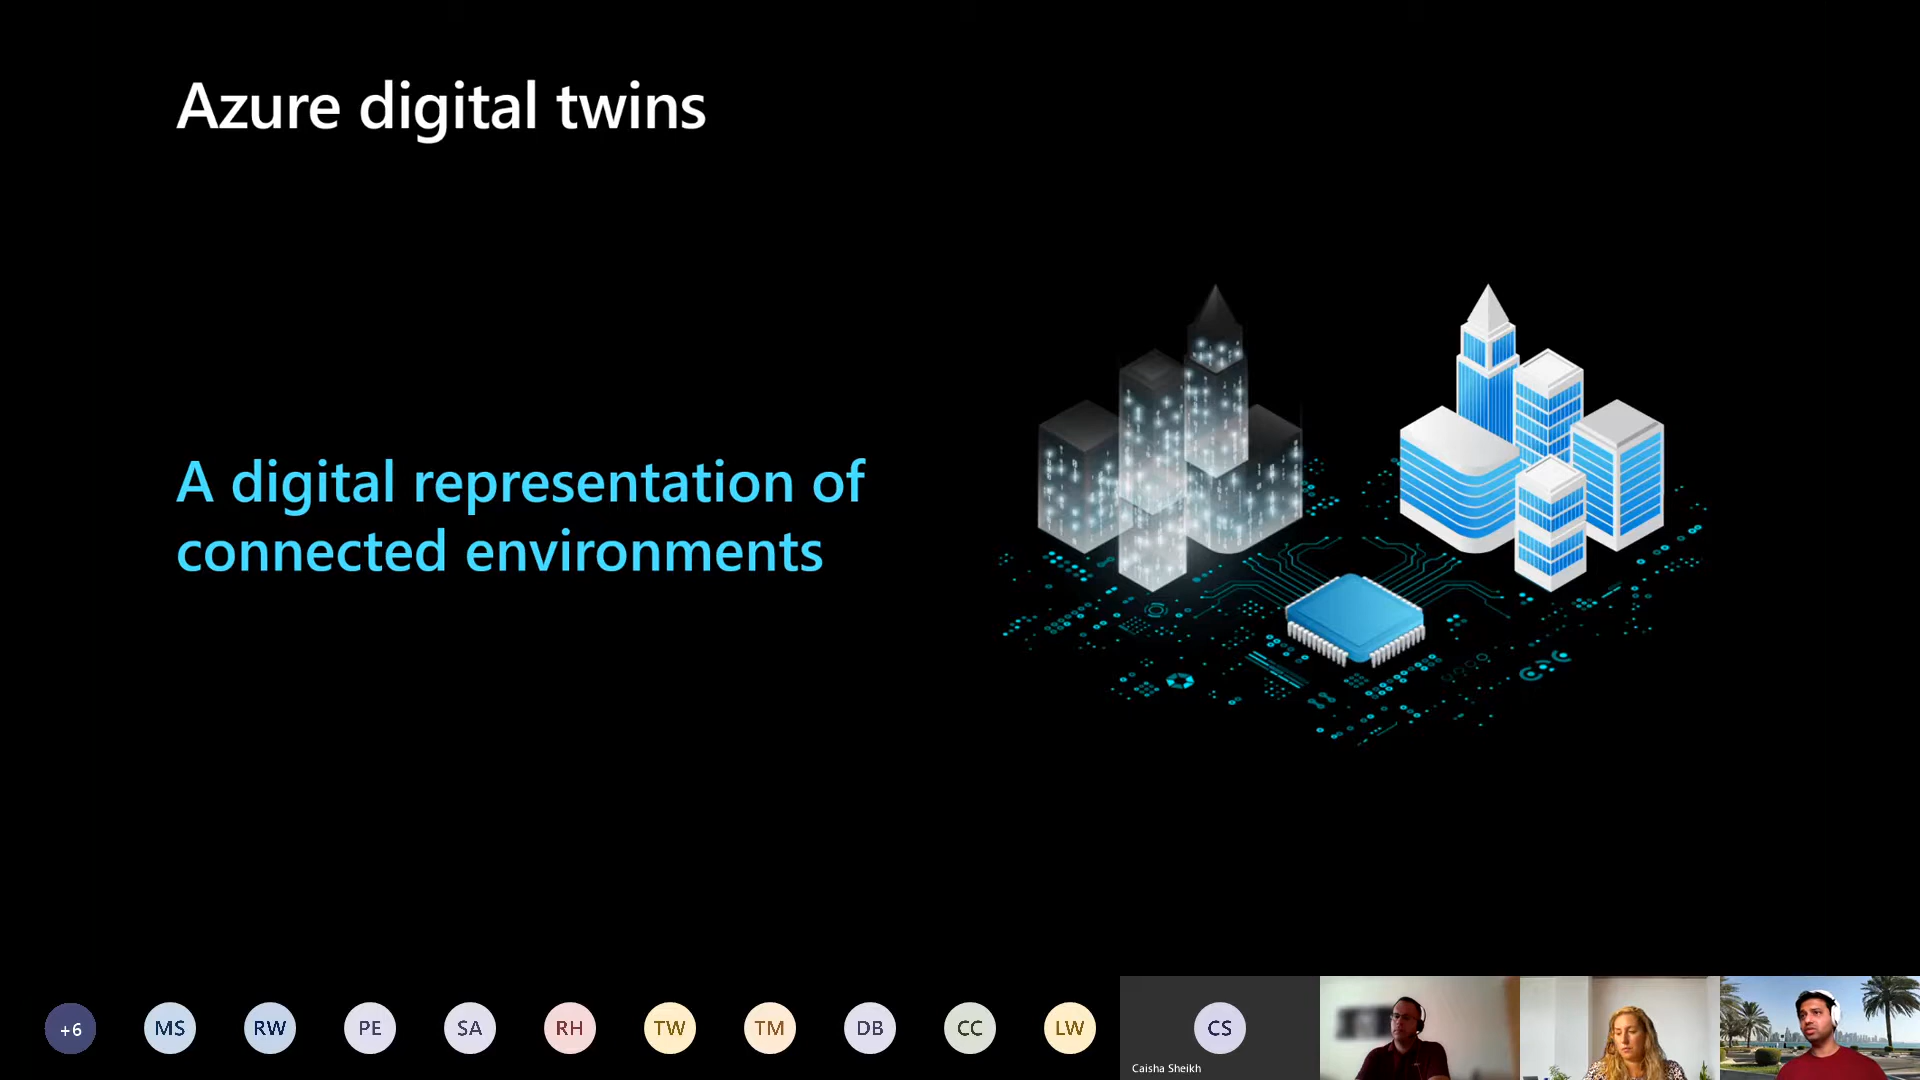 Azure digital twins
A digital representation of
connected environments
+6
MS
RW
PE
SA
RH
TW
TM
DB
CC
LW
CS
Caisha Sheikh